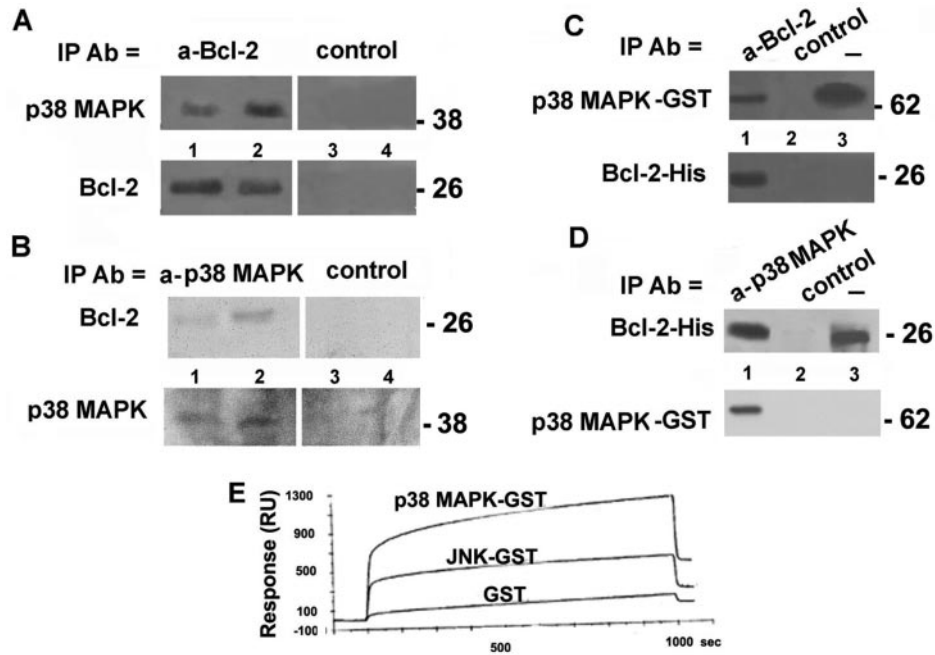 A
IP Ab = a-Bcl-2 control
p38 MAPK - 38
1 2 3 4
Bcl-2 - 26
B
IP Ab = a-p38 MAPK control
Bcl-2 - 26
1 2 3 4
p38 MAPK - 38
C
IP Ab = a-Bcl-2 control –
p38 MAPK-GST - 62
1 2 3
Bcl-2-His - 26
D
IP Ab = a-p38 MAPK control –
Bcl-2-His - 26
1 2 3
p38 MAPK-GST - 62
E
Response (RU)
1300
900
500
100
-100
p38 MAPK-GST
JNK-GST
GST
500 1000 sec